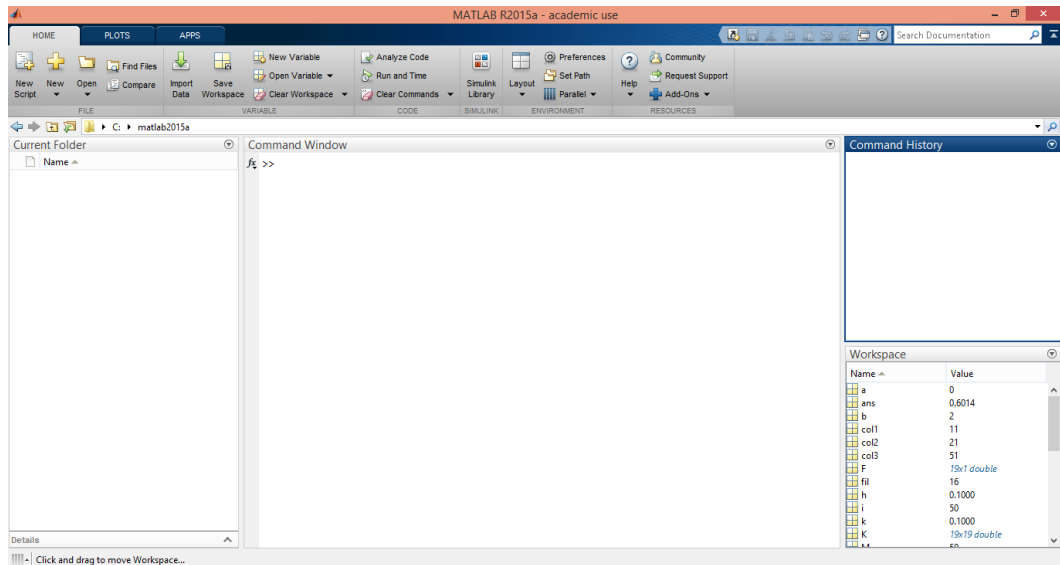 MATLAB R2015a - academic use
HOME PLOTS APPS Search Documentation
New Script New Open Find Files Compare Import Data Save Workspace New Variable Open Variable Clear Workspace Analyze Code Run and Time Clear Commands Simulink Library Layout Preferences Set Path Parallel Help Community Request Support Add-Ons
FILE VARIABLE CODE SIMULINK ENVIRONMENT RESOURCES
C: matlab2015a
Current Folder Command Window Command History
Name
fx >>
Workspace
Name Value
a 0
ans 0.6014
b 2
col1 11
col2 21
col3 51
F 19x1 double
fil 16
h 0.1000
i 50
k 0.1000
K 19x19 double
Details
Click and drag to move Workspace...